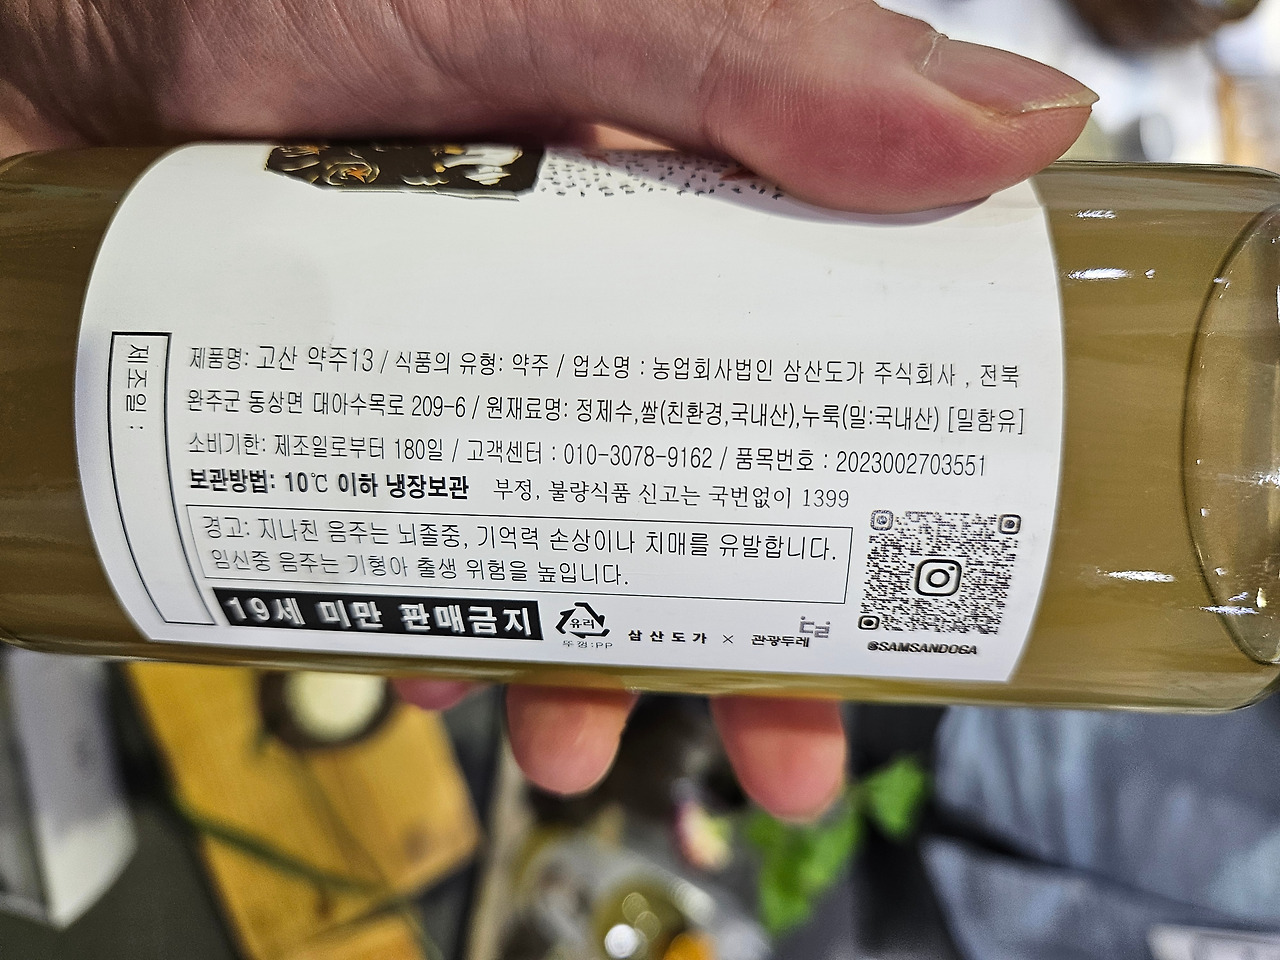 제조일 :
제품명: 고산 약주13 / 식품의 유형: 약주 / 업소명 : 농업회사법인 삼산도가 주식회사 , 전북
완주군 동상면 대아수목로 209-6 / 원재료명: 정제수,쌀(친환경,국내산),누룩(밀:국내산) [밀함유]
소비기한: 제조일로부터 180일 / 고객센터 : 010-3078-9162 / 품목번호 : 2023002703551
보관방법: 10℃ 이하 냉장보관 부정, 불량식품 신고는 국번없이 1399
경고: 지나친 음주는 뇌졸중, 기억력 손상이나 치매를 유발합니다.
임신중 음주는 기형아 출생 위험을 높입니다.
19세 미만 판매금지
유리
뚜껑:PP
삼산도가 × 관광두레
@SAMSANDOGA